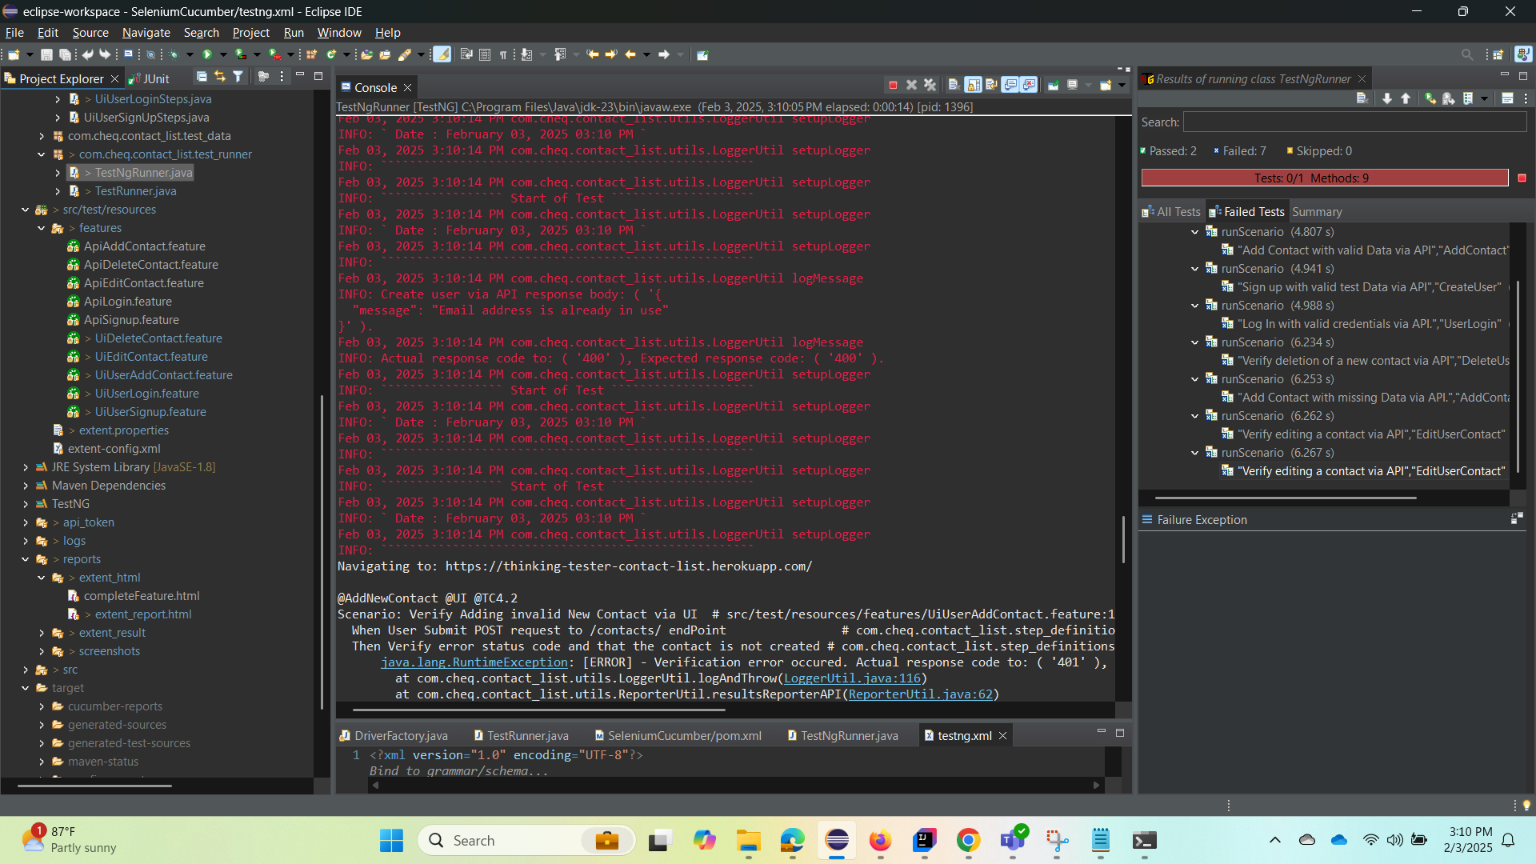 eclipse-workspace - SeleniumCucumber/testng.xml - Eclipse IDE
File Edit Source Navigate Search Project Run Window Help
Project Explorer
JUnit
> UiUserLoginSteps.java
UiUserSignUpSteps.java
com.cheq.contact_list.test_data
> com.cheq.contact_list.test_runner
> TestNgRunner.java
> TestRunner.java
> src/test/resources
> features
ApiAddContact.feature
ApiDeleteContact.feature
ApiEditContact.feature
ApiLogin.feature
ApiSignup.feature
> UiDeleteContact.feature
> UiEditContact.feature
> UiUserAddContact.feature
> UiUserLogin.feature
> UiUserSignup.feature
> extent.properties
extent-config.xml
JRE System Library [JavaSE-1.8]
Maven Dependencies
TestNG
> api_token
> logs
> reports
> extent_html
completeFeature.html
> extent_report.html
> extent_result
> screenshots
> src
target
cucumber-reports
generated-sources
generated-test-sources
maven-status
Console
TestNgRunner [TestNG] C:\Program Files\Java\jdk-23\bin\javaw.exe (Feb 3, 2025, 3:10:05 PM elapsed: 0:00:14) [pid: 1396]
Feb 03, 2025 3:10:14 PM com.cheq.contact_list.utils.LoggerUtil setupLogger
INFO: ` Date : February 03, 2025 03:10 PM `
Feb 03, 2025 3:10:14 PM com.cheq.contact_list.utils.LoggerUtil setupLogger
INFO: ```````````````````````````````````````````````````
Feb 03, 2025 3:10:14 PM com.cheq.contact_list.utils.LoggerUtil setupLogger
INFO: ````````````````` Start of Test ````````````````````
Feb 03, 2025 3:10:14 PM com.cheq.contact_list.utils.LoggerUtil setupLogger
INFO: ` Date : February 03, 2025 03:10 PM `
Feb 03, 2025 3:10:14 PM com.cheq.contact_list.utils.LoggerUtil setupLogger
INFO: ```````````````````````````````````````````````````
Feb 03, 2025 3:10:14 PM com.cheq.contact_list.utils.LoggerUtil logMessage
INFO: Create user via API response body: ( '{
"message": "Email address is already in use"
}' ).
Feb 03, 2025 3:10:14 PM com.cheq.contact_list.utils.LoggerUtil logMessage
INFO: Actual response code to: ( '400' ), Expected response code: ( '400' ).
Feb 03, 2025 3:10:14 PM com.cheq.contact_list.utils.LoggerUtil setupLogger
INFO: ````````````````` Start of Test ````````````````````
Feb 03, 2025 3:10:14 PM com.cheq.contact_list.utils.LoggerUtil setupLogger
INFO: ` Date : February 03, 2025 03:10 PM `
Feb 03, 2025 3:10:14 PM com.cheq.contact_list.utils.LoggerUtil setupLogger
INFO: ```````````````````````````````````````````````````
Feb 03, 2025 3:10:14 PM com.cheq.contact_list.utils.LoggerUtil setupLogger
INFO: ````````````````` Start of Test ````````````````````
Feb 03, 2025 3:10:14 PM com.cheq.contact_list.utils.LoggerUtil setupLogger
INFO: ` Date : February 03, 2025 03:10 PM `
Feb 03, 2025 3:10:14 PM com.cheq.contact_list.utils.LoggerUtil setupLogger
INFO: ```````````````````````````````````````````````````
Navigating to: https://thinking-tester-contact-list.herokuapp.com/
@AddNewContact @UI @TC4.2
Scenario: Verify Adding invalid New Contact via UI # src/test/resources/features/UiUserAddContact.feature:1
When User Submit POST request to /contacts/ endPoint # com.cheq.contact_list.step_definitio
Then Verify error status code and that the contact is not created # com.cheq.contact_list.step_definitions
java.lang.RuntimeException: [ERROR] - Verification error occured. Actual response code to: ( '401' ),
at com.cheq.contact_list.utils.LoggerUtil.logAndThrow(LoggerUtil.java:116)
at com.cheq.contact_list.utils.ReporterUtil.resultsReporterAPI(ReporterUtil.java:62)
DriverFactory.java
TestRunner.java
SeleniumCucumber/pom.xml
TestNgRunner.java
testng.xml
1 <?xml version="1.0" encoding="UTF-8"?>
Bind to grammar/schema...
Results of running class TestNgRunner
Search:
Passed: 2 Failed: 7 Skipped: 0
Tests: 0/1 Methods: 9
All Tests Failed Tests Summary
runScenario (4.807 s)
"Add Contact with valid Data via API","AddContact"
runScenario (4.941 s)
"Sign up with valid test Data via API","CreateUser"
runScenario (4.988 s)
"Log In with valid credentials via API.","UserLogin"
runScenario (6.234 s)
"Verify deletion of a new contact via API","DeleteUs
runScenario (6.253 s)
"Add Contact with missing Data via API.","AddConta
runScenario (6.262 s)
"Verify editing a contact via API","EditUserContact"
runScenario (6.267 s)
"Verify editing a contact via API","EditUserContact"
Failure Exception
1
87°F
Partly sunny
Search
3:10 PM
2/3/2025